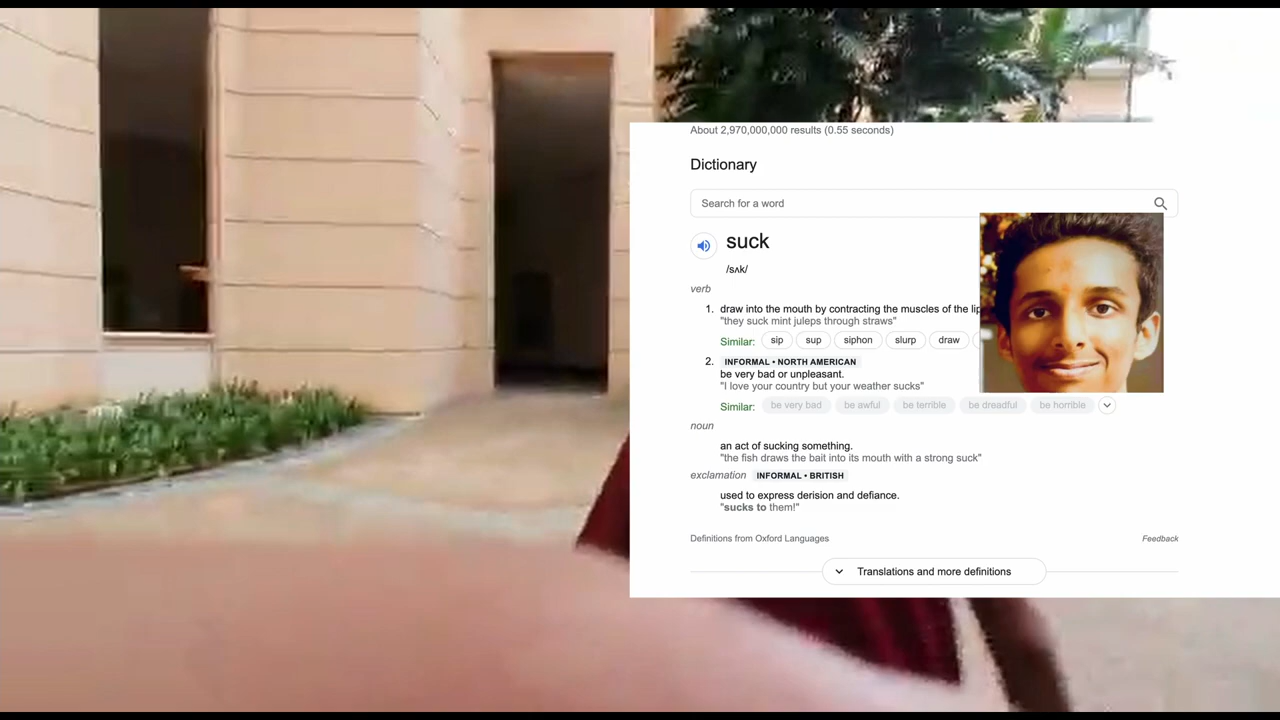 About 2,970,000,000 results (0.55 seconds)
Dictionary
Search for a word
suck
/sʌk/
verb
1. draw into the mouth by contracting the muscles of the lip
"they suck mint juleps through straws"
Similar: sip sup siphon slurp draw
2. INFORMAL • NORTH AMERICAN
be very bad or unpleasant.
"I love your country but your weather sucks"
Similar: be very bad be awful be terrible be dreadful be horrible
noun
an act of sucking something.
"the fish draws the bait into its mouth with a strong suck"
exclamation INFORMAL • BRITISH
used to express derision and defiance.
"sucks to them!"
Definitions from Oxford Languages Feedback
Translations and more definitions